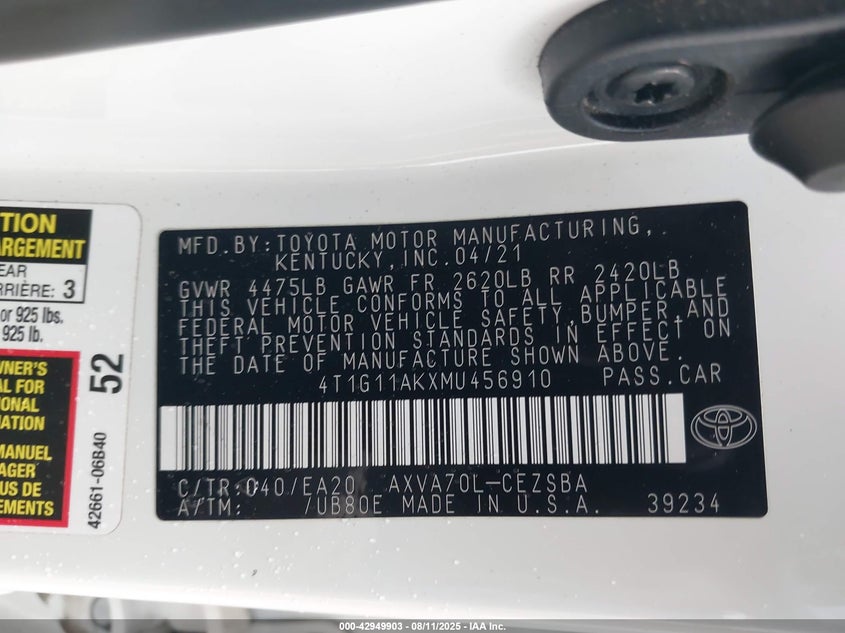 TION
ARGEMENT
EAR
RRIÈRE: 3
or 925 lbs.
925 lb.
WNER'S
AL FOR
IONAL
MATION
MANUEL
AGER
US DE
EMENTS
52
42661-06B40
MFD.BY:TOYOTA MOTOR MANUFACTURING,
KENTUCKY,INC.04/21
GVWR 4475LB GAWR FR 2620LB RR 2420LB
THIS VEHICLE CONFORMS TO ALL APPLICABLE
FEDERAL MOTOR VEHICLE SAFETY,BUMPER,AND
THEFT PREVENTION STANDARDS IN EFFECT ON
THE DATE OF MANUFACTURE SHOWN ABOVE.
4T1G11AKXMU456910 PASS.CAR
C/TR:040/EA20 AXVA70L-CEZSBA
A/TM: /UB80E MADE IN U.S.A. 39234
000-42949903 - 08/11/2025 - IAA Inc.